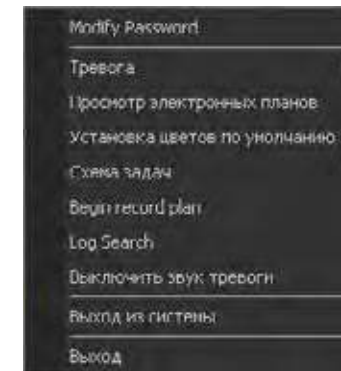 Modify Password
Тревога
Просмотр электронных планов
Установка цветов по умолчанию
Схема задач
Begin record plan
Log Search
Выключить звук тревоги
Выход из системы
Выход